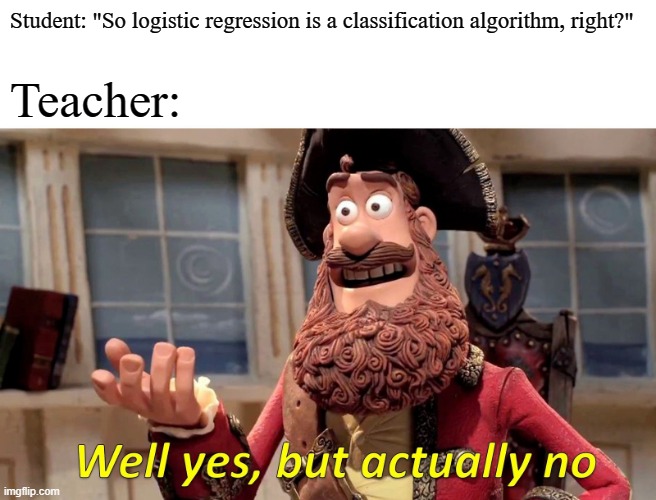 Student: "So logistic regression is a classification algorithm, right?"
Teacher:
Well yes, but actually no
imgflip.com